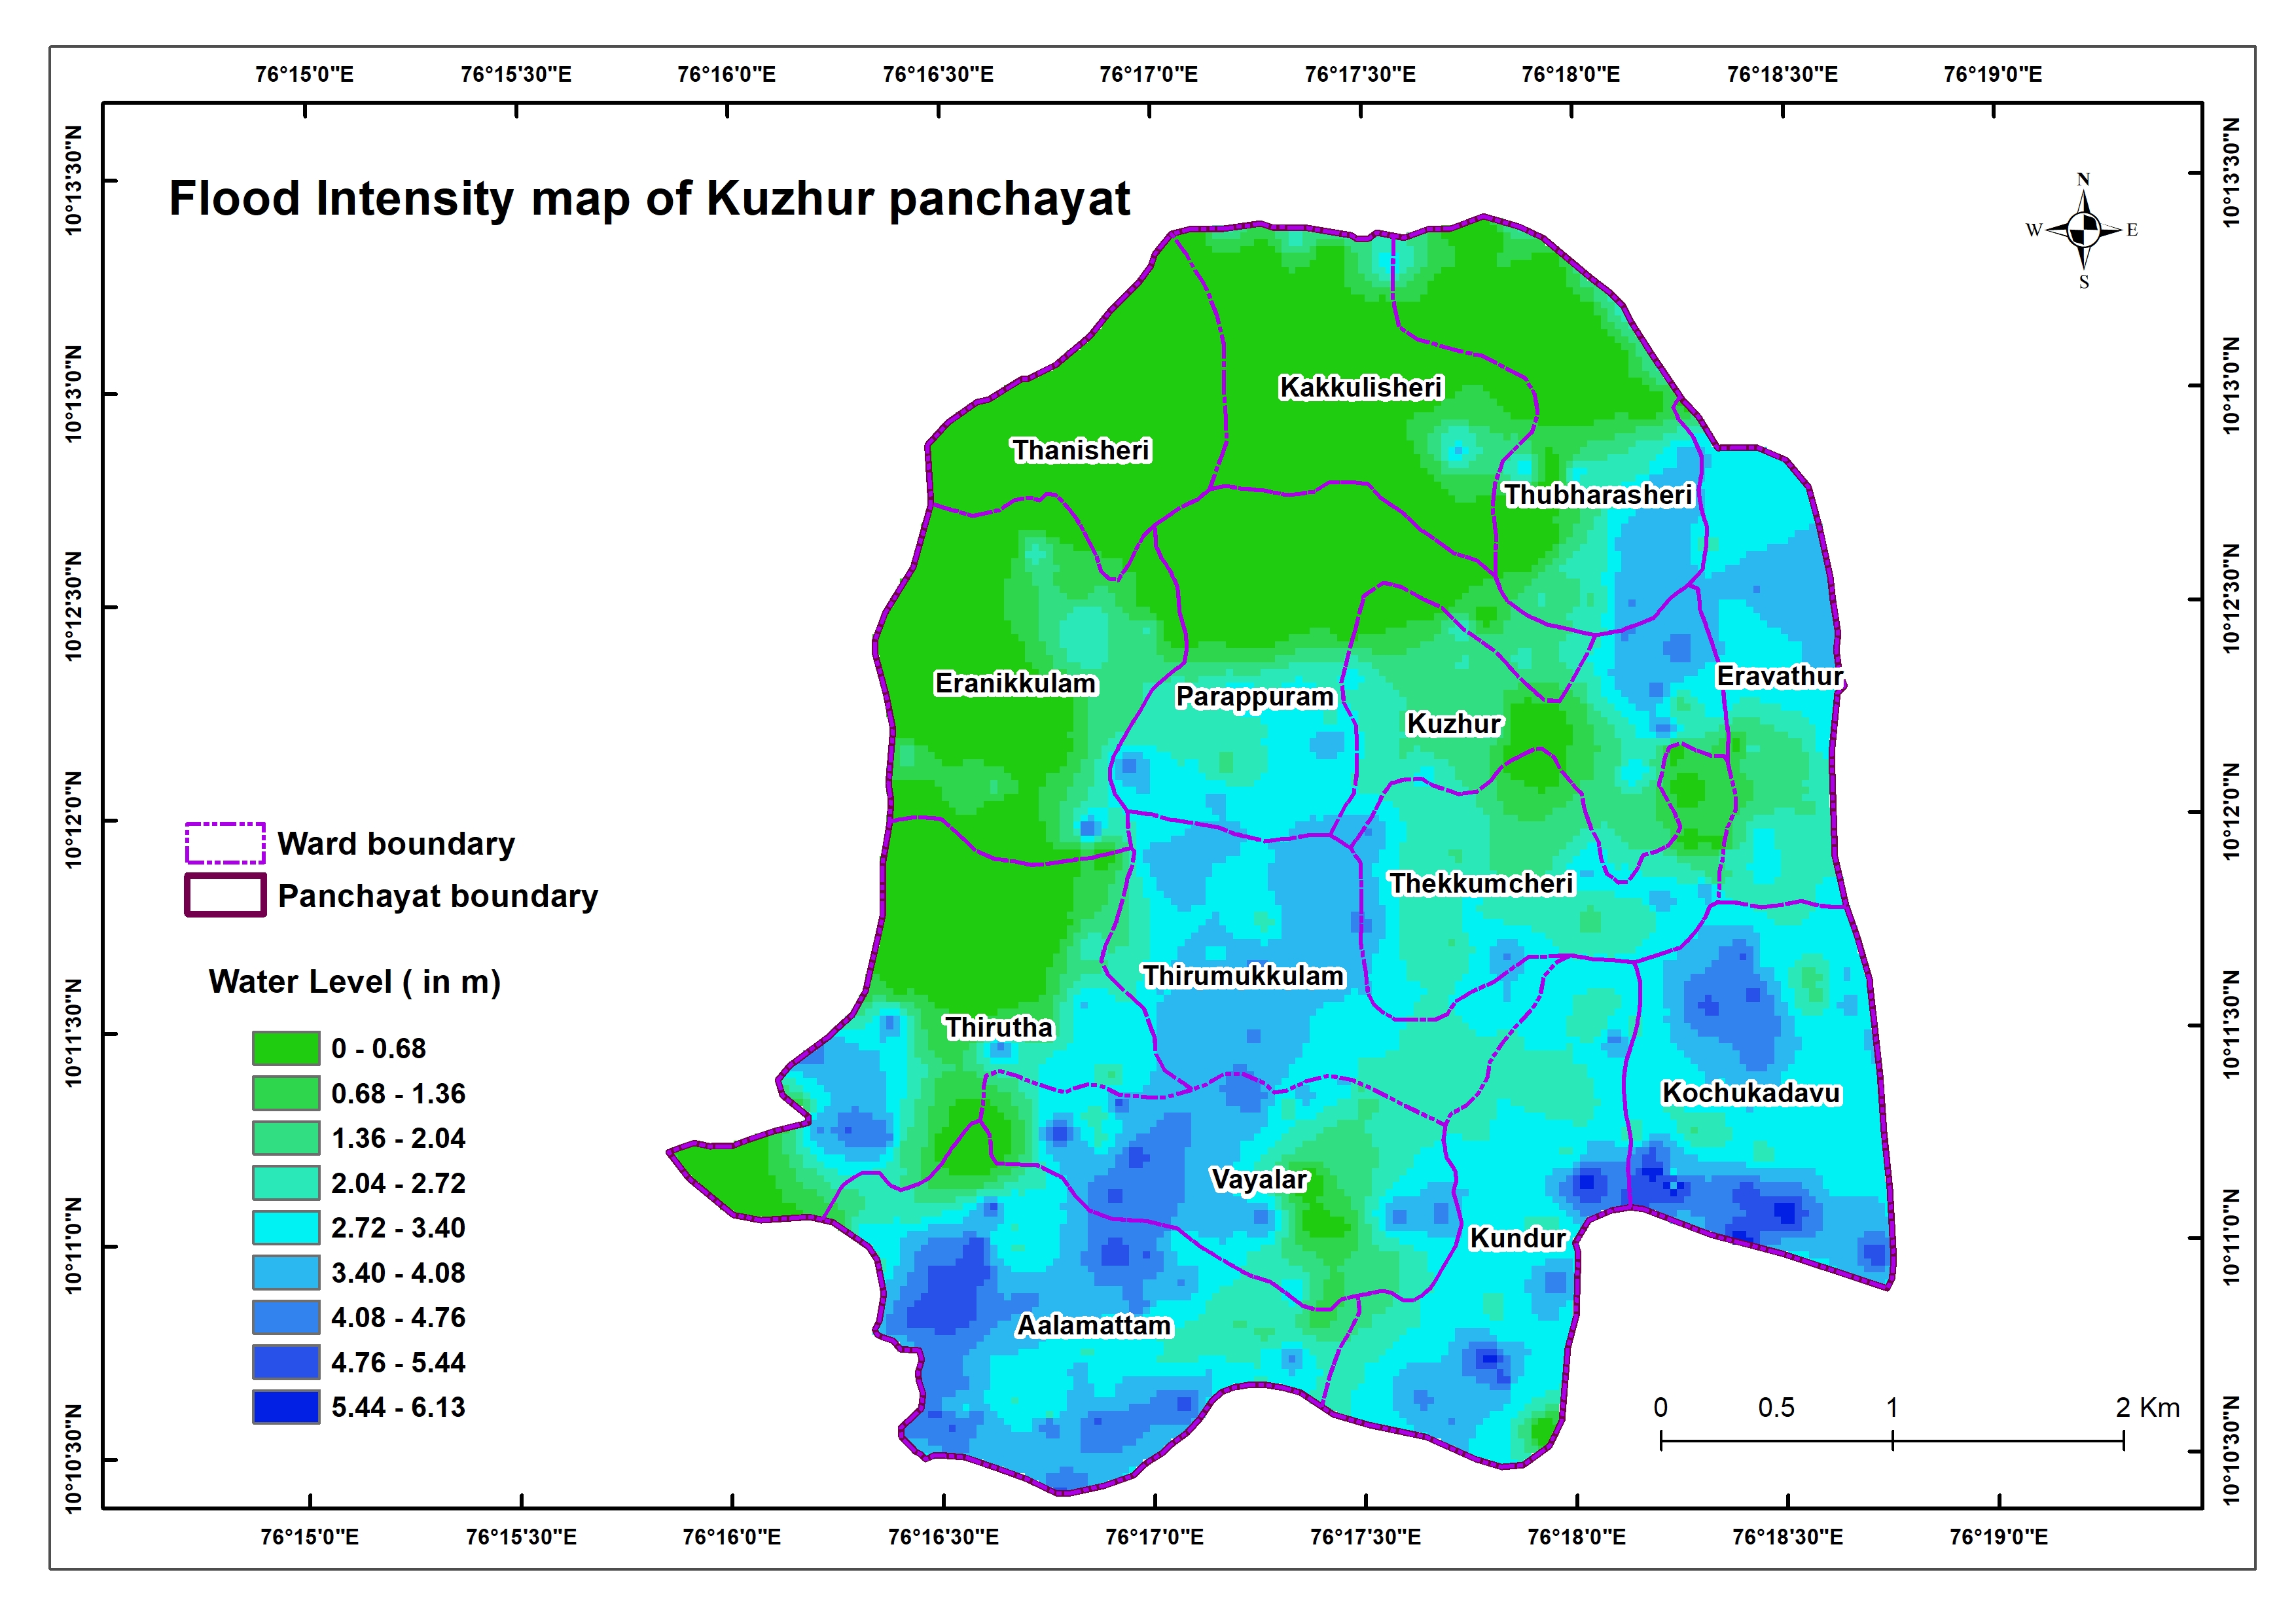 76°15'0"E 76°15'30"E 76°16'0"E 76°16'30"E 76°17'0"E 76°17'30"E 76°18'0"E 76°18'30"E 76°19'0"E
10°13'30"N
10°13'0"N
10°12'30"N
10°12'0"N
10°11'30"N
10°11'0"N
10°10'30"N
Flood Intensity map of Kuzhur panchayat
N
W E
S
Kakkulisheri
Thanisheri
Thubharasheri
Eranikkulam
Parappuram
Eravathur
Kuzhur
Thekkumcheri
Thirumukkulam
Thirutha
Kochukadavu
Vayalar
Kundur
Aalamattam
Ward boundary
Panchayat boundary
Water Level ( in m)
0 - 0.68
0.68 - 1.36
1.36 - 2.04
2.04 - 2.72
2.72 - 3.40
3.40 - 4.08
4.08 - 4.76
4.76 - 5.44
5.44 - 6.13
0 0.5 1 2 Km
10°13'30"N
10°13'0"N
10°12'30"N
10°12'0"N
10°11'30"N
10°11'0"N
10°10'30"N
76°15'0"E 76°15'30"E 76°16'0"E 76°16'30"E 76°17'0"E 76°17'30"E 76°18'0"E 76°18'30"E 76°19'0"E